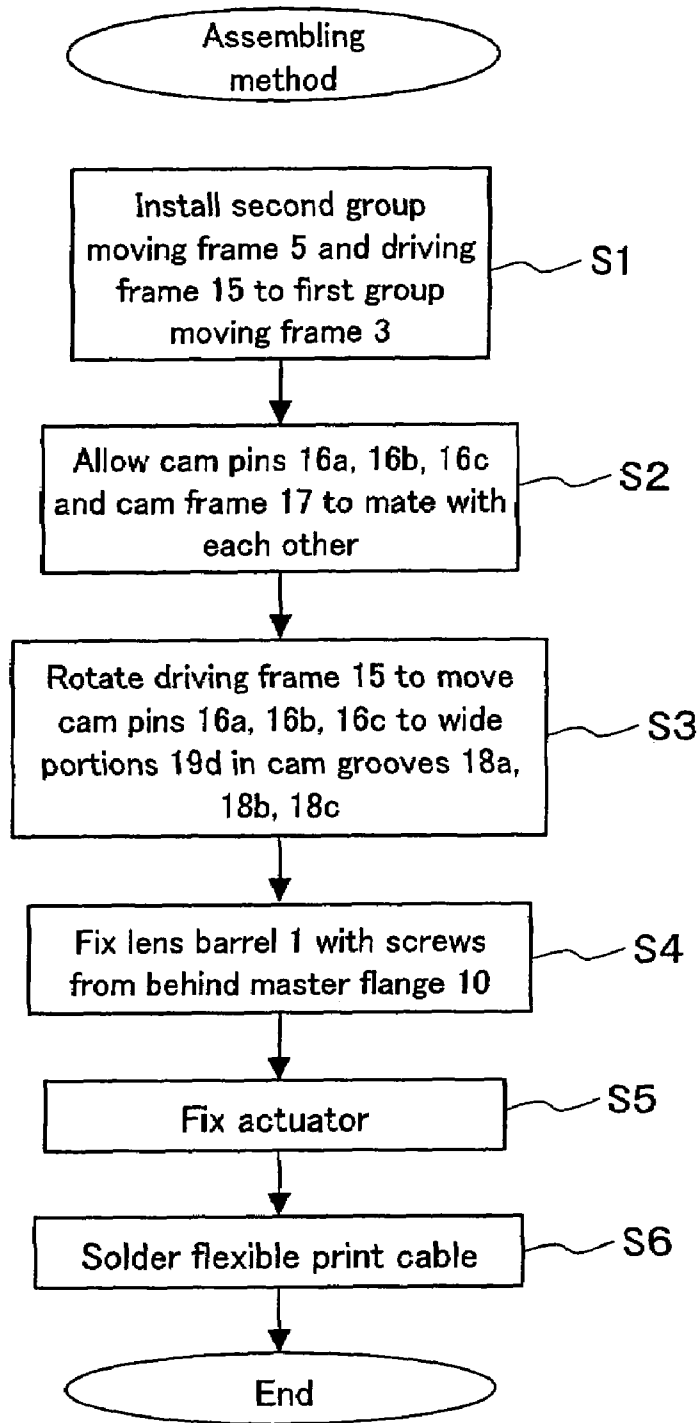 Assembling
method
Install second group
moving frame 5 and driving
frame 15 to first group
moving frame 3
S1
Allow cam pins 16a, 16b, 16c
and cam frame 17 to mate with
each other
S2
Rotate driving frame 15 to move
cam pins 16a, 16b, 16c to wide
portions 19d in cam grooves 18a,
18b, 18c
S3
Fix lens barrel 1 with screws
from behind master flange 10
S4
Fix actuator
S5
Solder flexible print cable
S6
End